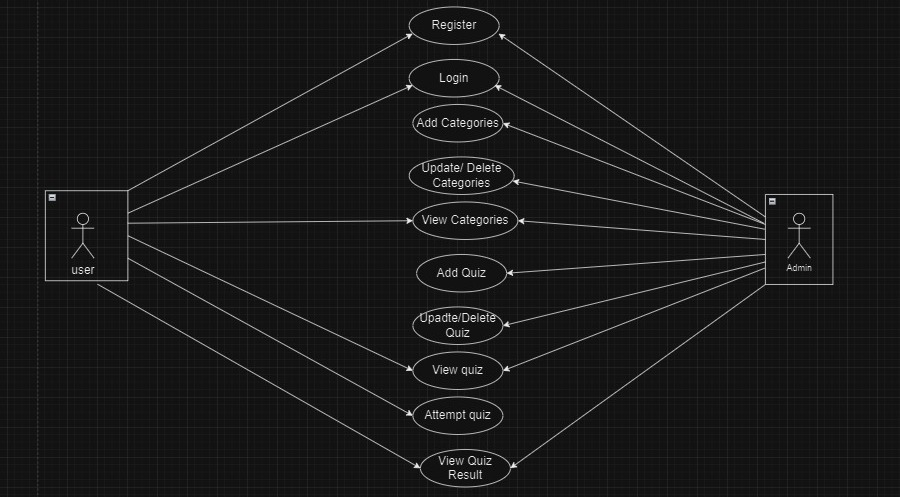 Register
Login
Add Categories
Update/ Delete
Categories
View Categories
user
Admin
Add Quiz
Upadte/Delete
Quiz
View quiz
Attempt quiz
View Quiz
Result